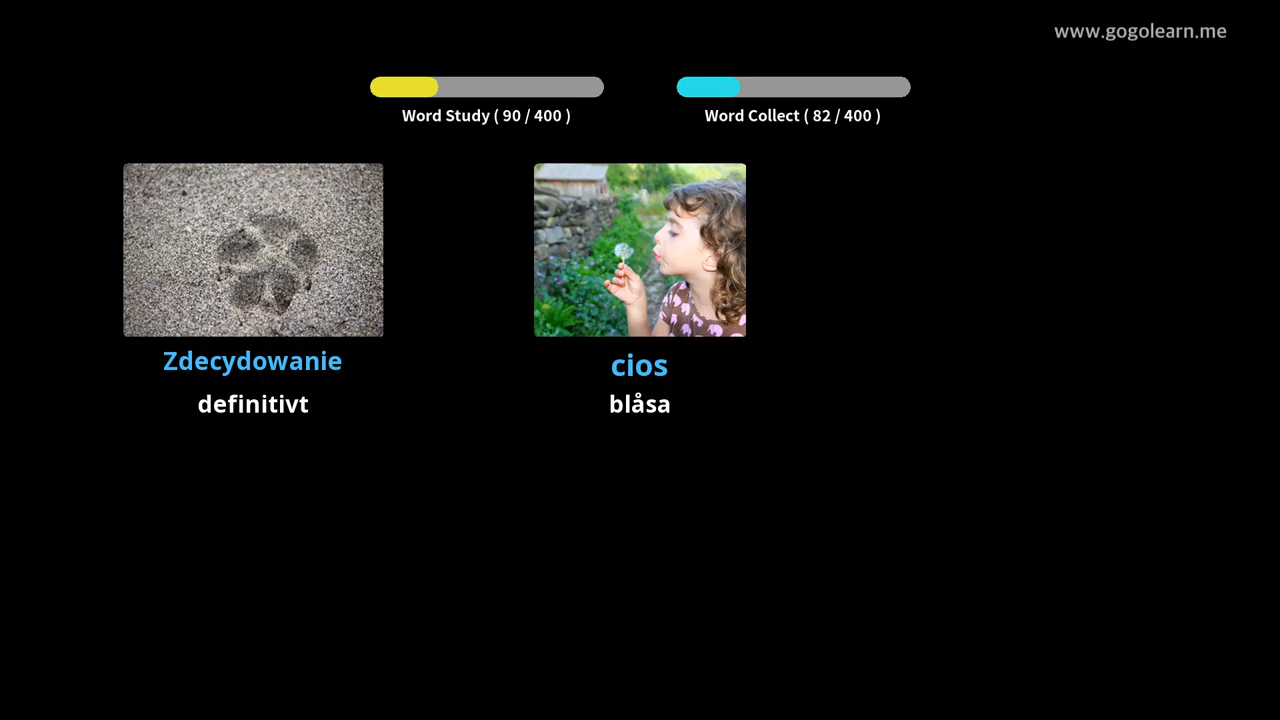 www.gogolearn.me
Word Study ( 90 / 400 )
Word Collect ( 82 / 400 )
Zdecydowanie
definitivt
cios
blåsa